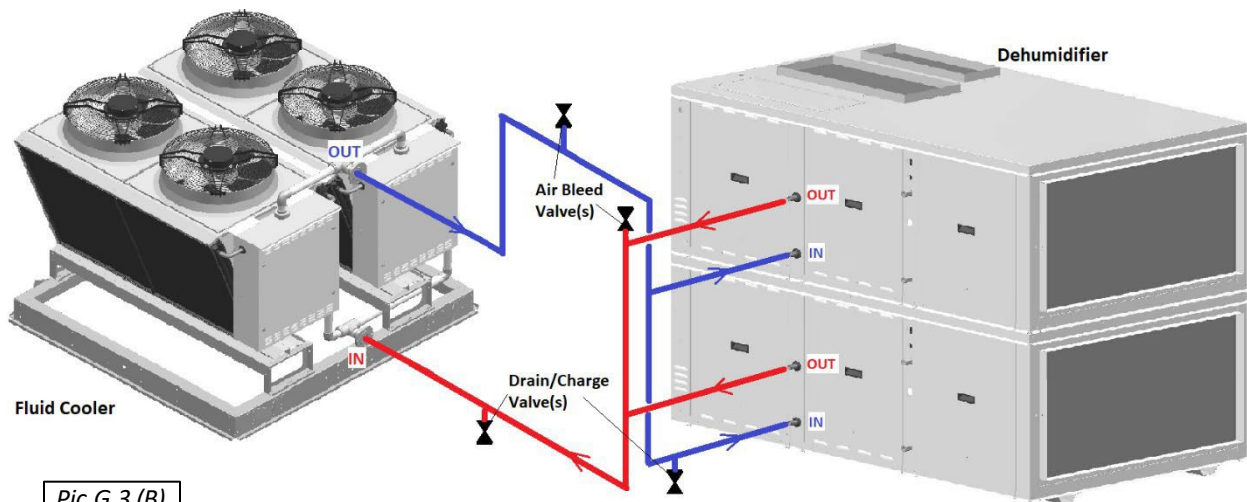 Dehumidifier
OUT
Air Bleed
Valve(s)
OUT
IN
OUT
IN
Drain/Charge
Valve(s)
IN
Fluid Cooler
Pic G.3 (B)